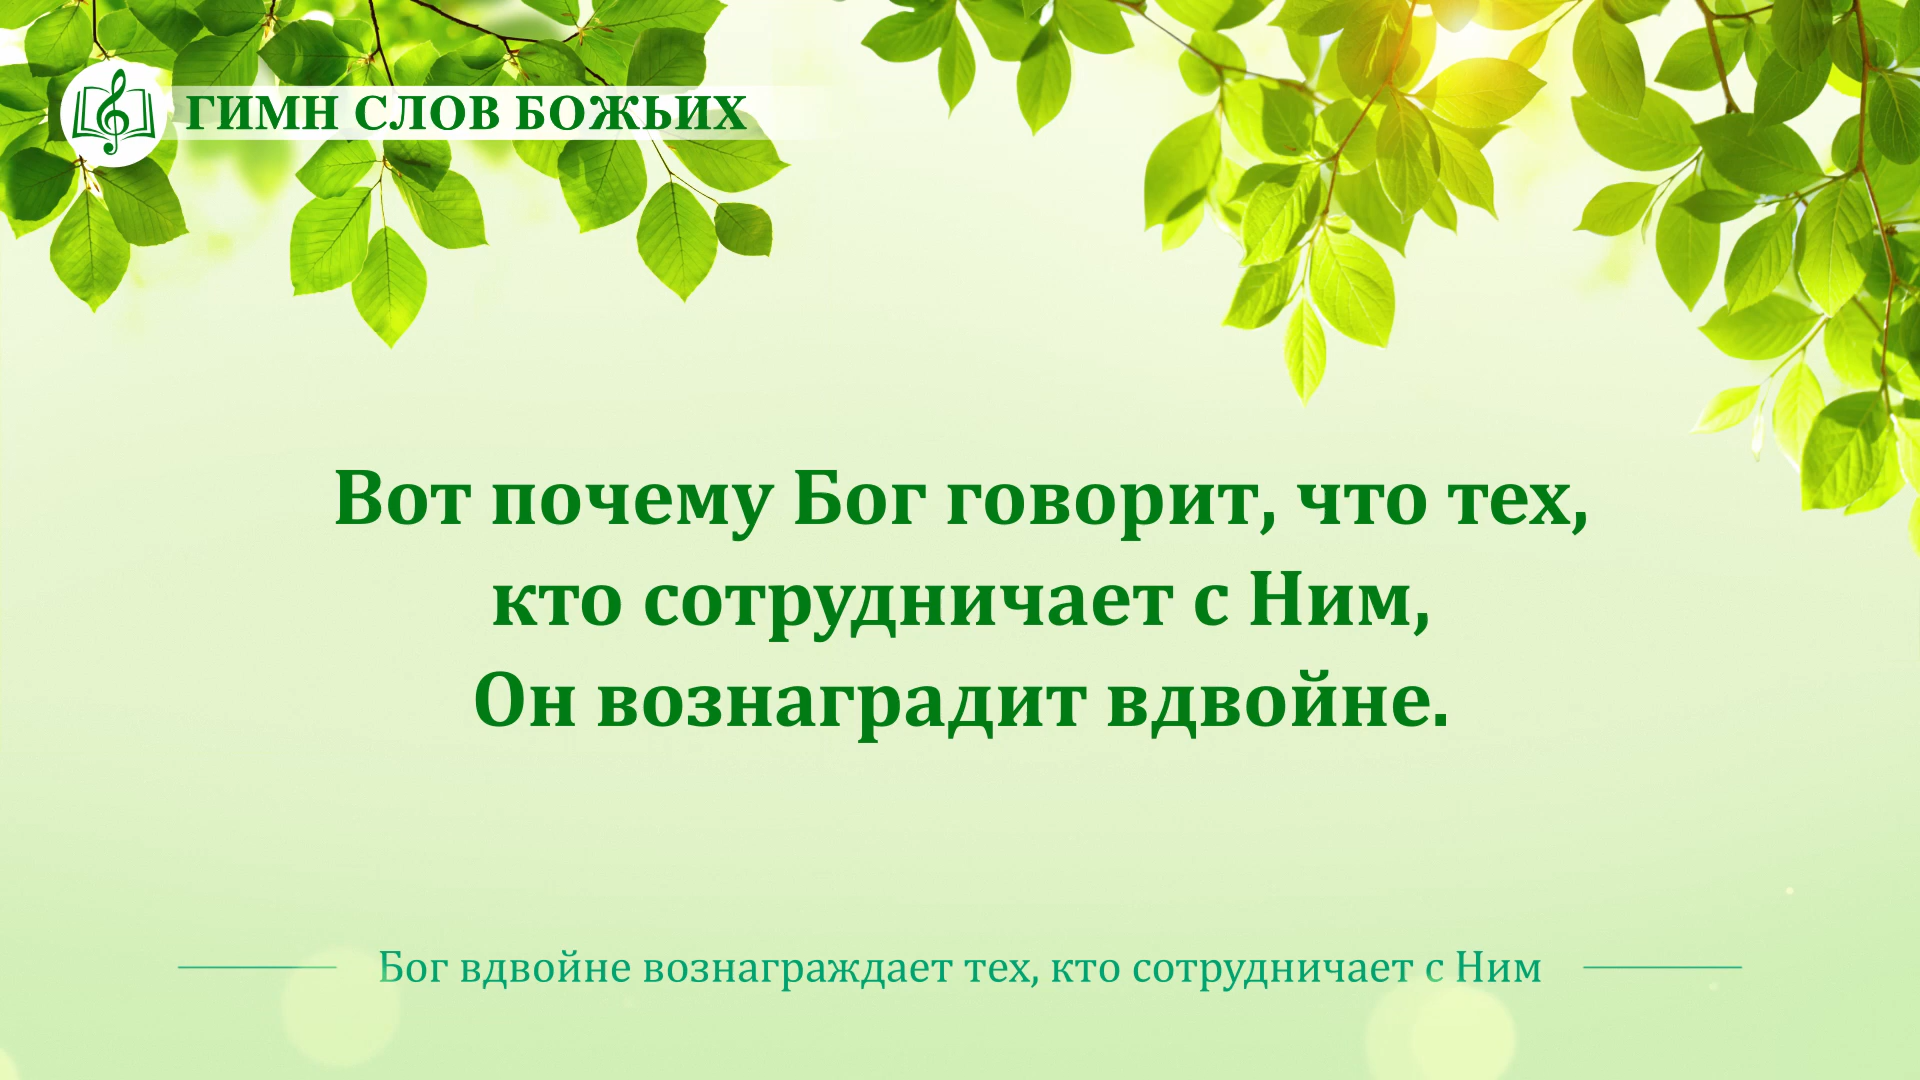 ГИМН СЛОВ БОЖЬИХ
Вот почему Бог говорит, что тех,
кто сотрудничает с Ним,
Он вознаградит вдвойне.
Бог вдвойне вознаграждает тех, кто сотрудничает с Ним